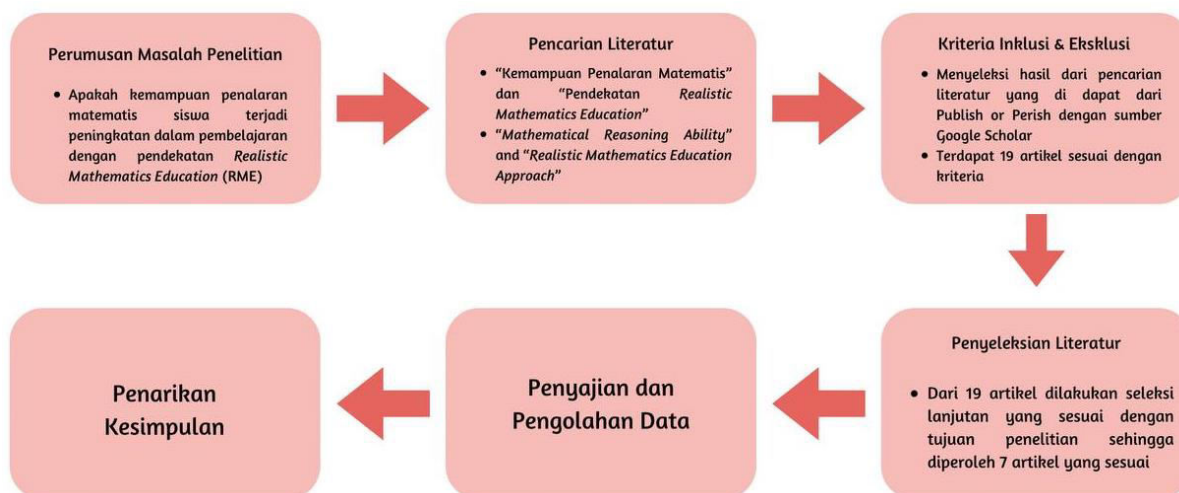 Perumusan Masalah Penelitian
• Apakah kemampuan penalaran
matematis siswa terjadi
peningkatan dalam pembelajaran
dengan pendekatan Realistic
Mathematics Education (RME)
Pencarian Literatur
• “Kemampuan Penalaran Matematis”
dan “Pendekatan Realistic
Mathematics Education”
• “Mathematical Reasoning Ability”
and “Realistic Mathematics Education
Approach”
Kriteria Inklusi & Eksklusi
• Menyeleksi hasil dari pencarian
literatur yang di dapat dari
Publish or Perish dengan sumber
Google Scholar
• Terdapat 19 artikel sesuai dengan
kriteria
Penyeleksian Literatur
• Dari 19 artikel dilakukan seleksi
lanjutan yang sesuai dengan
tujuan penelitian sehingga
diperoleh 7 artikel yang sesuai
Penyajian dan
Pengolahan Data
Penarikan
Kesimpulan